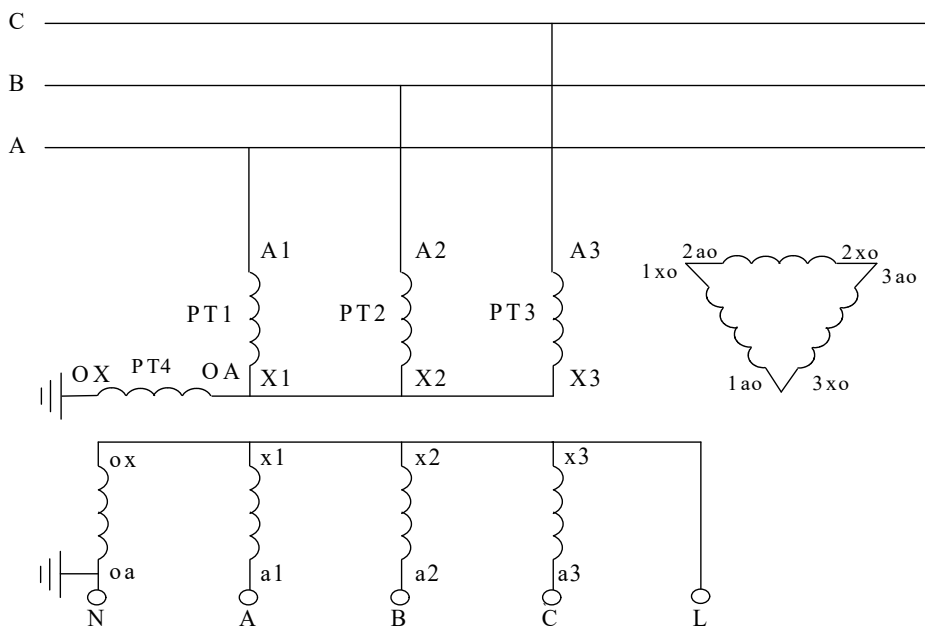 C
B
A
A1 A2 A3
2ao 2xo
1xo 3ao
PT1 PT2 PT3
OX PT4 OA X1 X2 X3
1ao 3xo
ox x1 x2 x3
oa a1 a2 a3
N A B C L